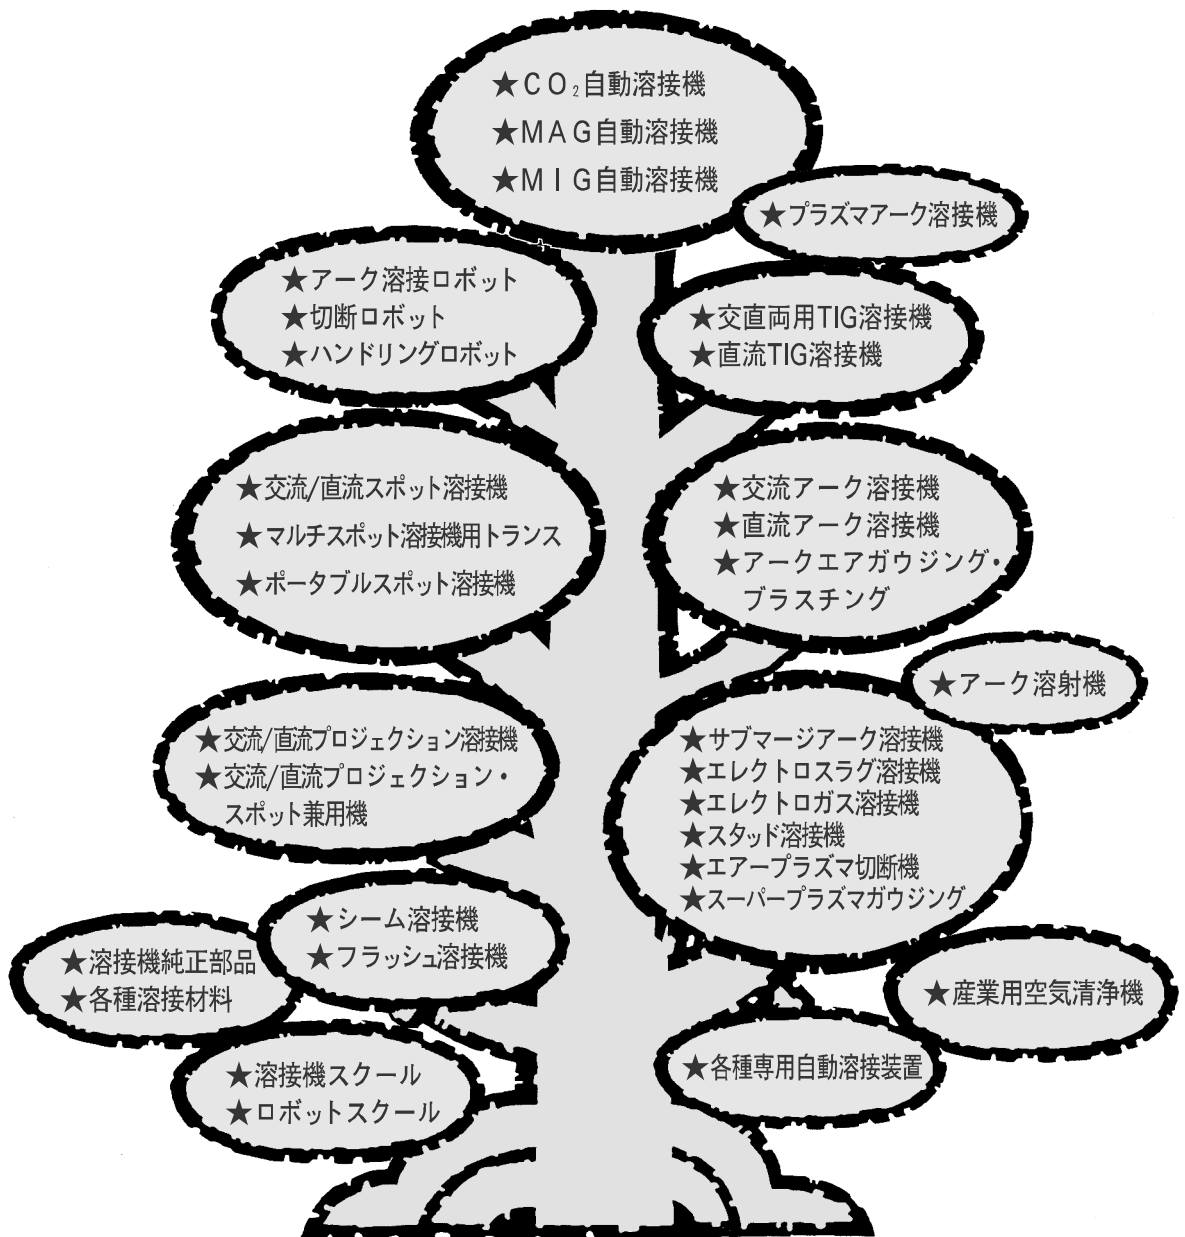 ★CO₂自動溶接機
★MAG自動溶接機
★MIG自動溶接機
★プラズマアーク溶接機
★アーク溶接ロボット
★切断ロボット
★ハンドリングロボット
★交直両用TIG溶接機
★直流TIG溶接機
★交流/直流スポット溶接機
★マルチスポット溶接機用トランス
★ポータブルスポット溶接機
★交流アーク溶接機
★直流アーク溶接機
★アークエアガウジング・
ブラスチング
★アーク溶射機
★交流/直流プロジェクション溶接機
★交流/直流プロジェクション・
スポット兼用機
★サブマージアーク溶接機
★エレクトロスラグ溶接機
★エレクトロガス溶接機
★スタッド溶接機
★エアープラズマ切断機
★スーパープラズマガウジング
★シーム溶接機
★フラッシュ溶接機
★溶接機純正部品
★各種溶接材料
★産業用空気清浄機
★溶接機スクール
★ロボットスクール
★各種専用自動溶接装置